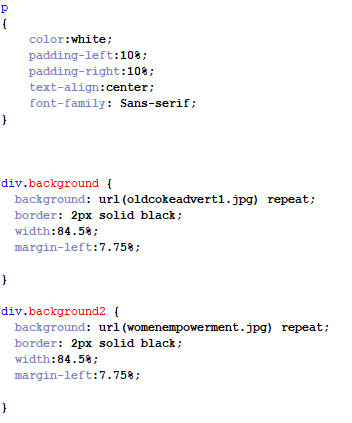 p
{
color:white;
padding-left:10%;
padding-right:10%;
text-align:center;
font-family: Sans-serif;
}
div.background {
background: url(oldcokeadvert1.jpg) repeat;
border: 2px solid black;
width:84.5%;
margin-left:7.75%;
}
div.background2 {
background: url(womenempowerment.jpg) repeat;
border: 2px solid black;
width:84.5%;
margin-left:7.75%;
}